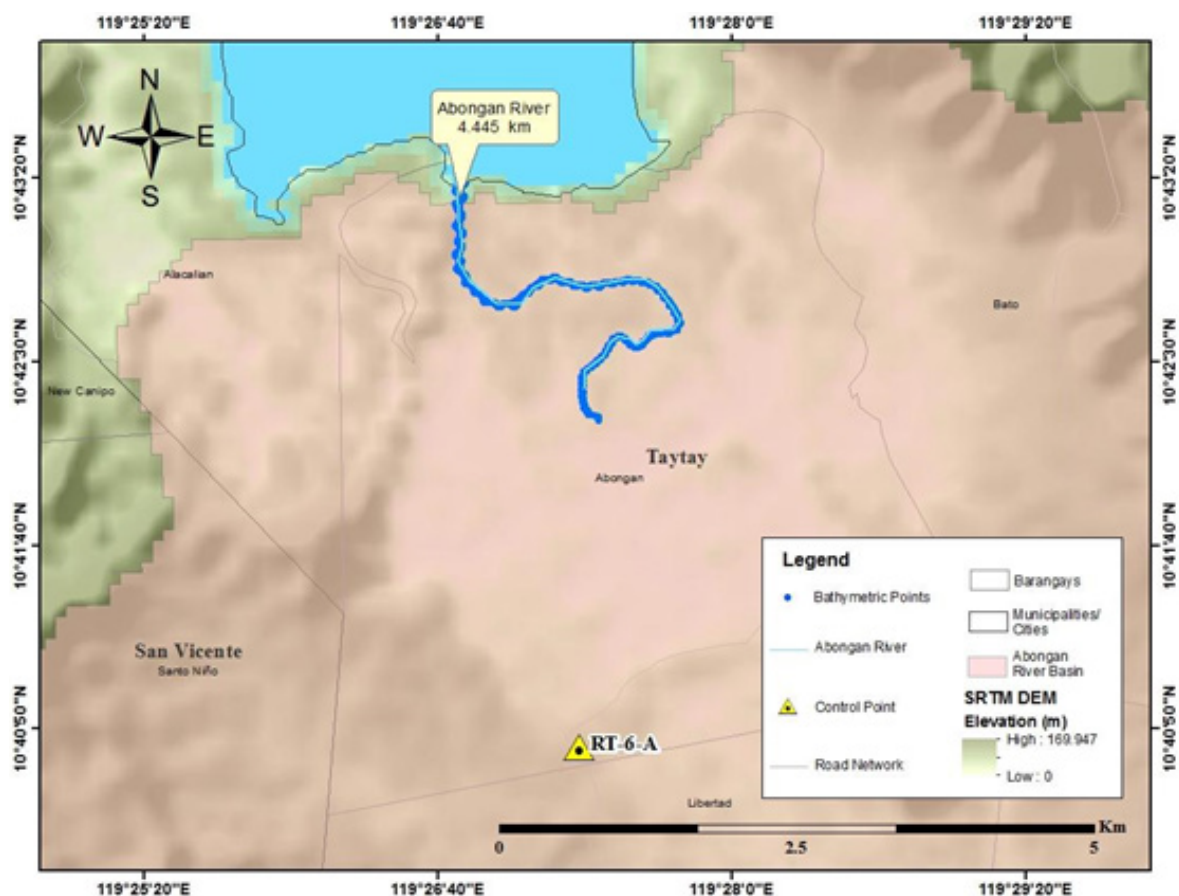 119°25'20"E
119°26'40"E
119°28'0"E
119°29'20"E
N
W
E
S
Abongan River
4.445 km
10°43'20"N
10°43'20"N
Alacalian
Bato
10°42'30"N
10°42'30"N
New Canipo
Taytay
Abongan
10°41'40"N
10°41'40"N
Legend
Bathymetric Points
Abongan River
Control Point
Road Network
Barangays
Municipalities/
Cities
Abongan
River Basin
SRTM DEM
Elevation (m)
High : 169.947
Low : 0
San Vicente
Santo Niño
10°40'50"N
10°40'50"N
RT-6-A
Libertad
Km
0
2.5
5
119°25'20"E
119°26'40"E
119°28'0"E
119°29'20"E